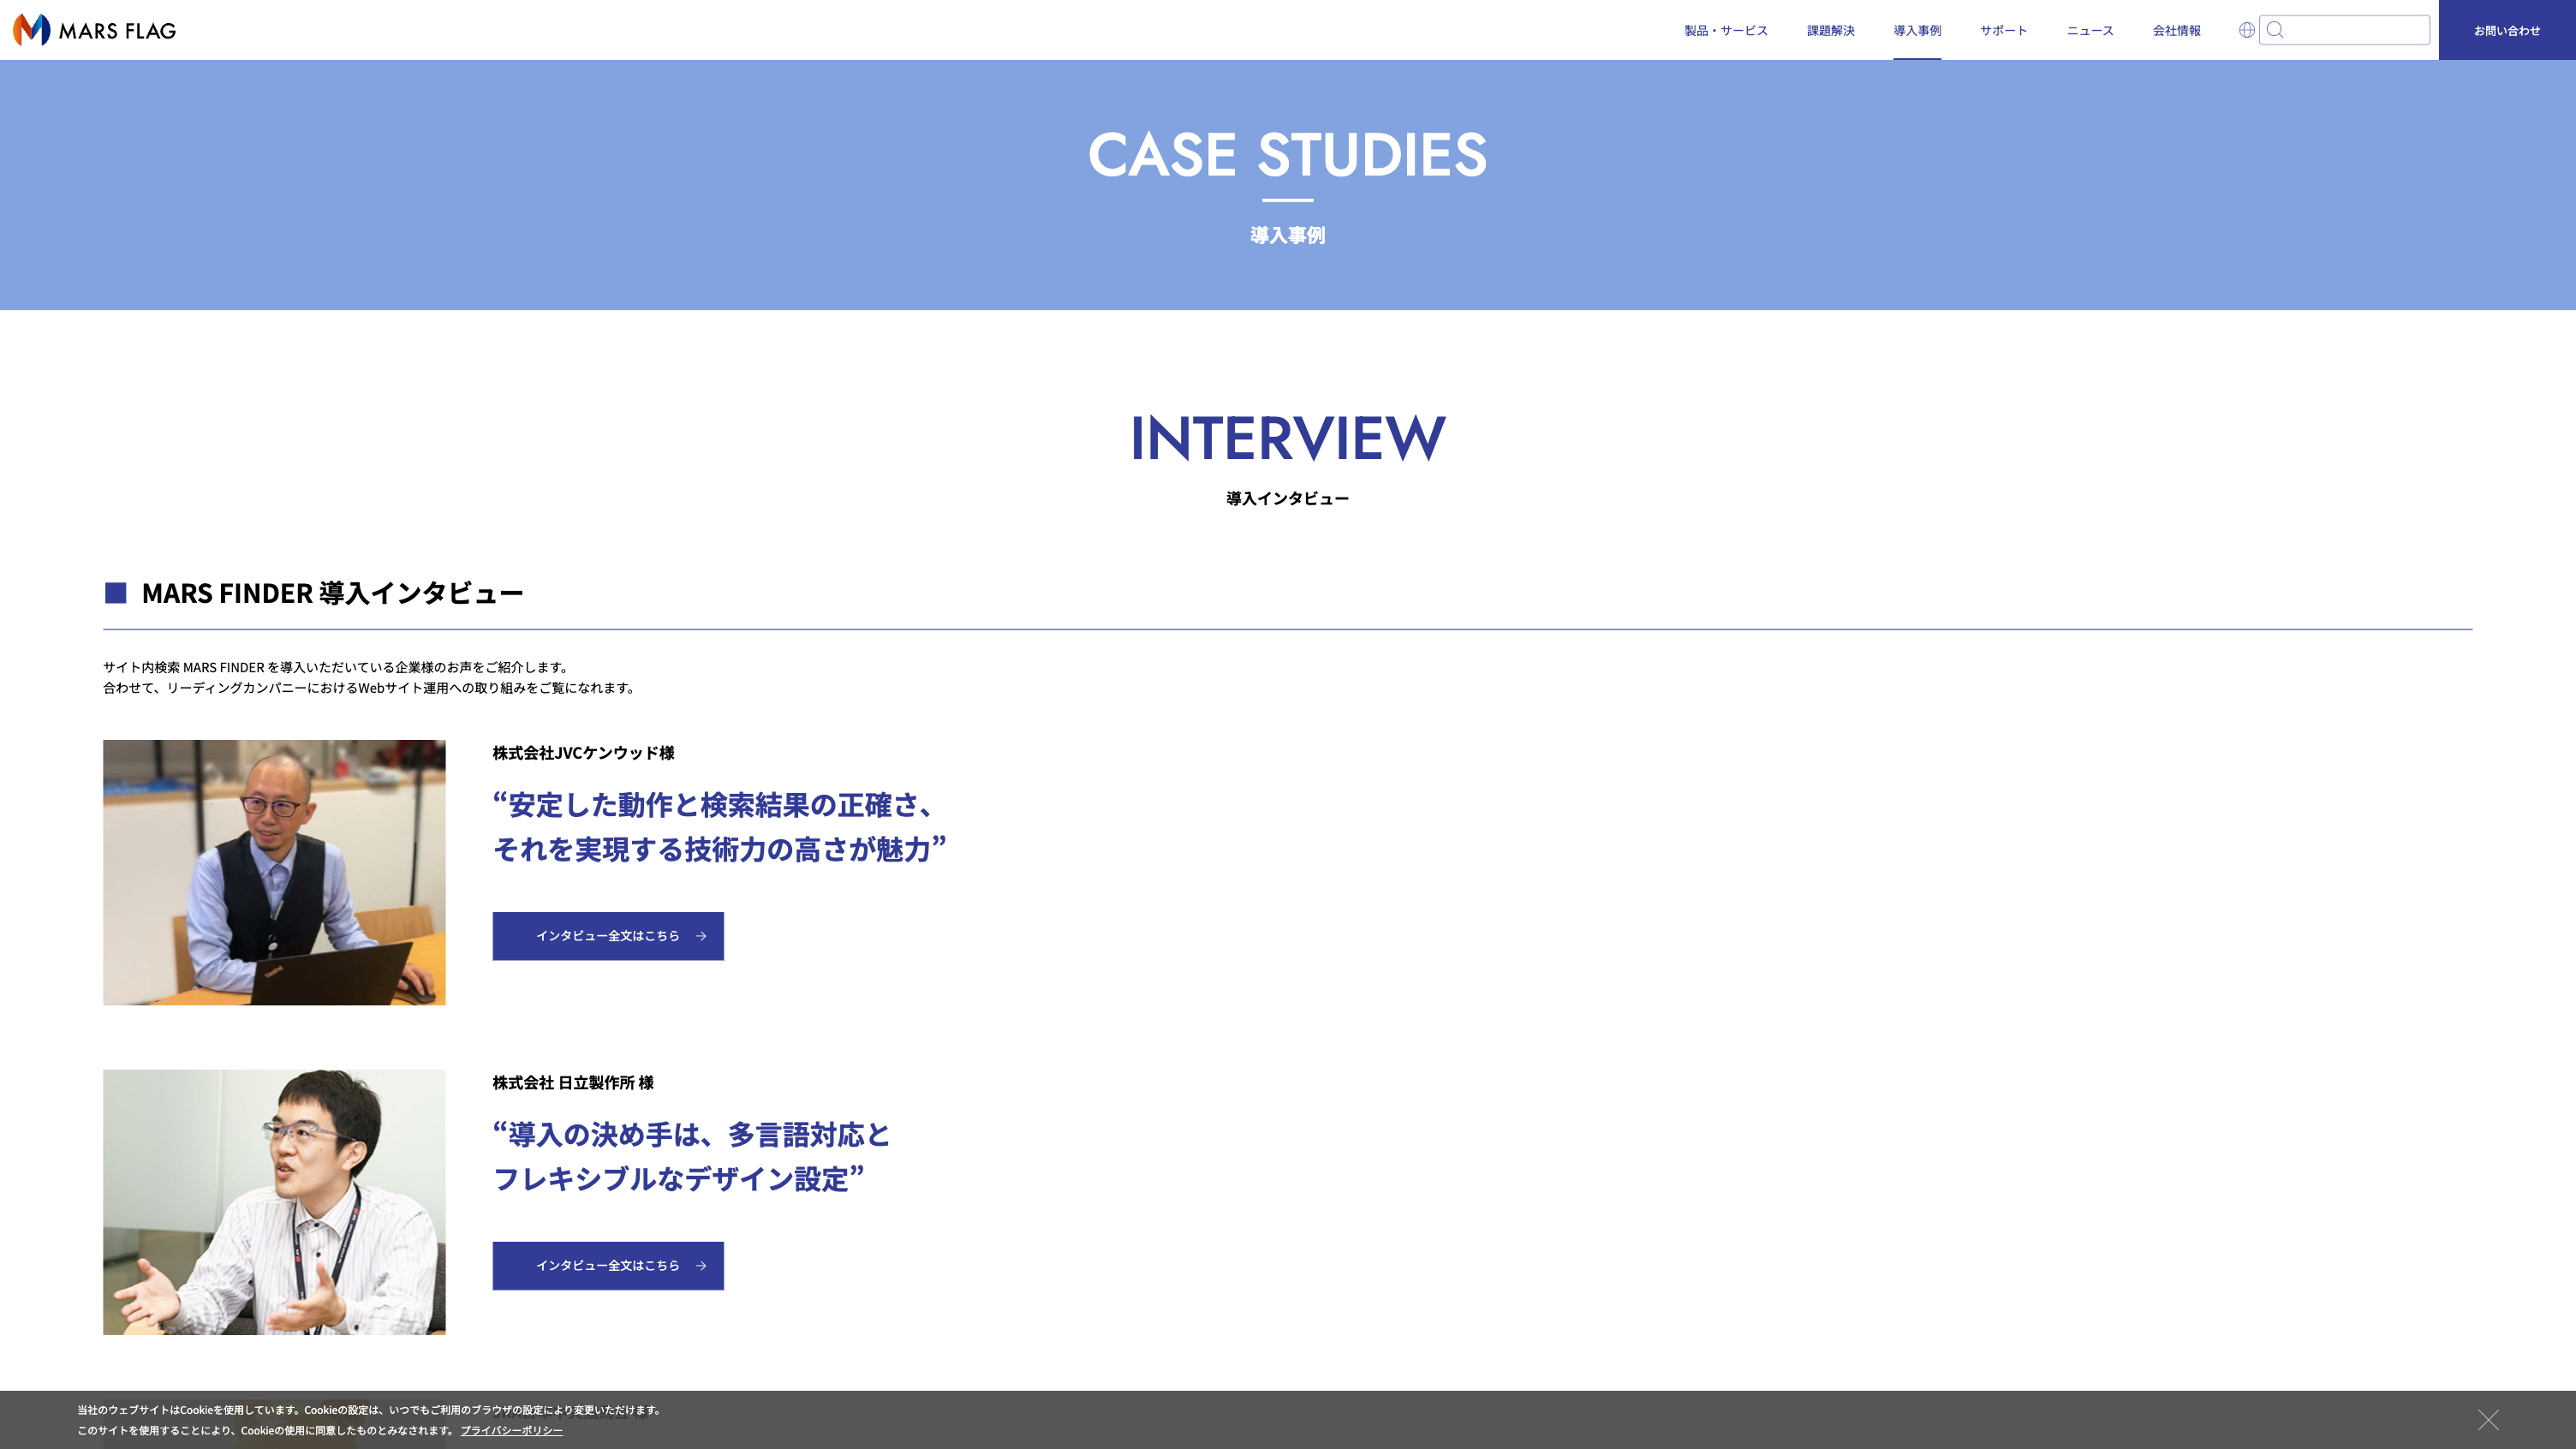 MARS FLAG
製品・サービス
課題解決
導入事例
サポート
ニュース
会社情報
お問い合わせ
CASE STUDIES
導入事例
INTERVIEW
導入インタビュー
MARS FINDER 導入インタビュー
サイト内検索 MARS FINDER を導入いただいている企業様のお声をご紹介します。
合わせて、リーディングカンパニーにおけるWebサイト運用への取り組みをご覧になれます。
株式会社JVCケンウッド様
“安定した動作と検索結果の正確さ、
それを実現する技術力の高さが魅力”
インタビュー全文はこちら
株式会社 日立製作所 様
“導入の決め手は、多言語対応と
フレキシブルなデザイン設定”
インタビュー全文はこちら
当社のウェブサイトはCookieを使用しています。Cookieの設定は、いつでもご利用のブラウザの設定により変更いただけます。
このサイトを使用することにより、Cookieの使用に同意したものとみなされます。 プライバシーポリシー